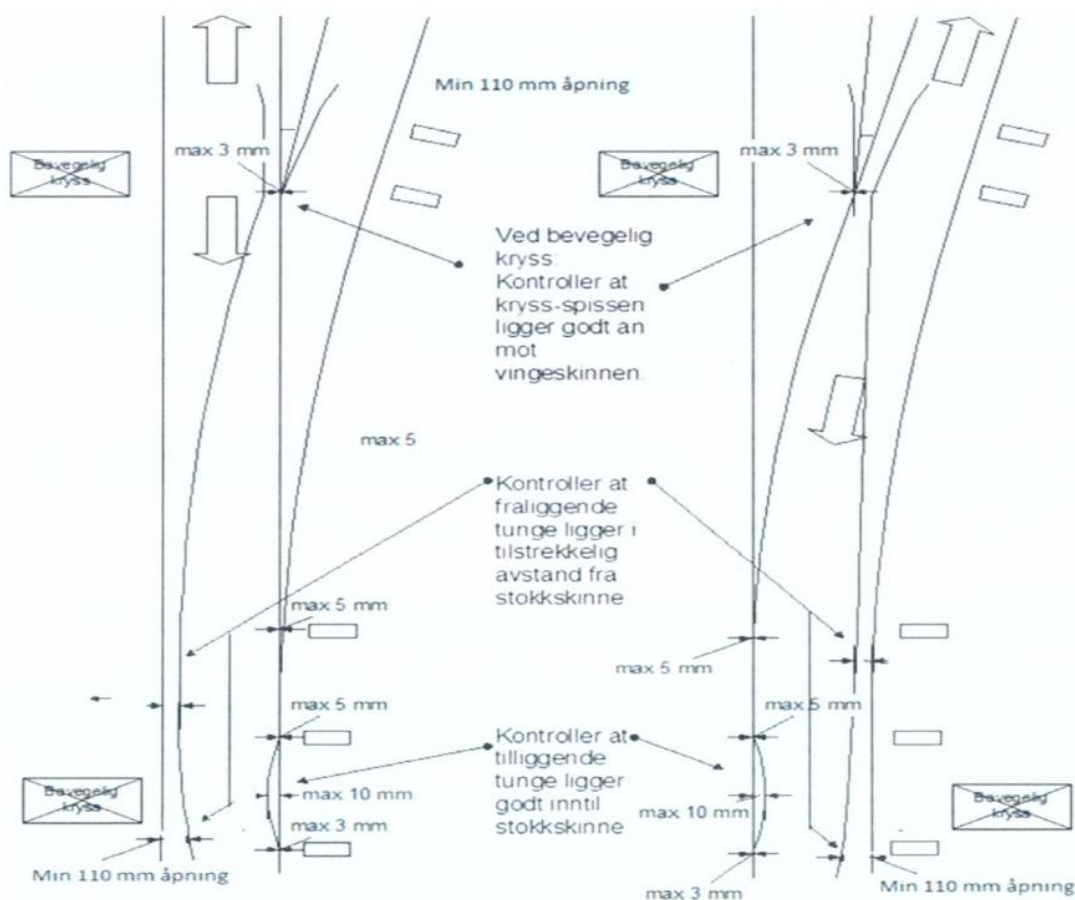 Min 110 mm åpning
max 3 mm
max 3 mm
Bevegelig
kryss
Bevegelig
kryss
Ved bevegelig
kryss:
Kontroller at
kryss-spissen
ligger godt an
mot
vingeskinnen.
max 5
Kontroller at
fraliggende
tunge ligger i
tilstrekkelig
avstand fra
stokkskinne
max 5 mm
max 5 mm
max 5 mm
max 5 mm
Kontroller at
tilliggende
tunge ligger
godt inntil
stokkskinne
Bevegelig
kryss
Bevegelig
kryss
max 10 mm
max 10 mm
max 3 mm
max 3 mm
Min 110 mm åpning
Min 110 mm åpning